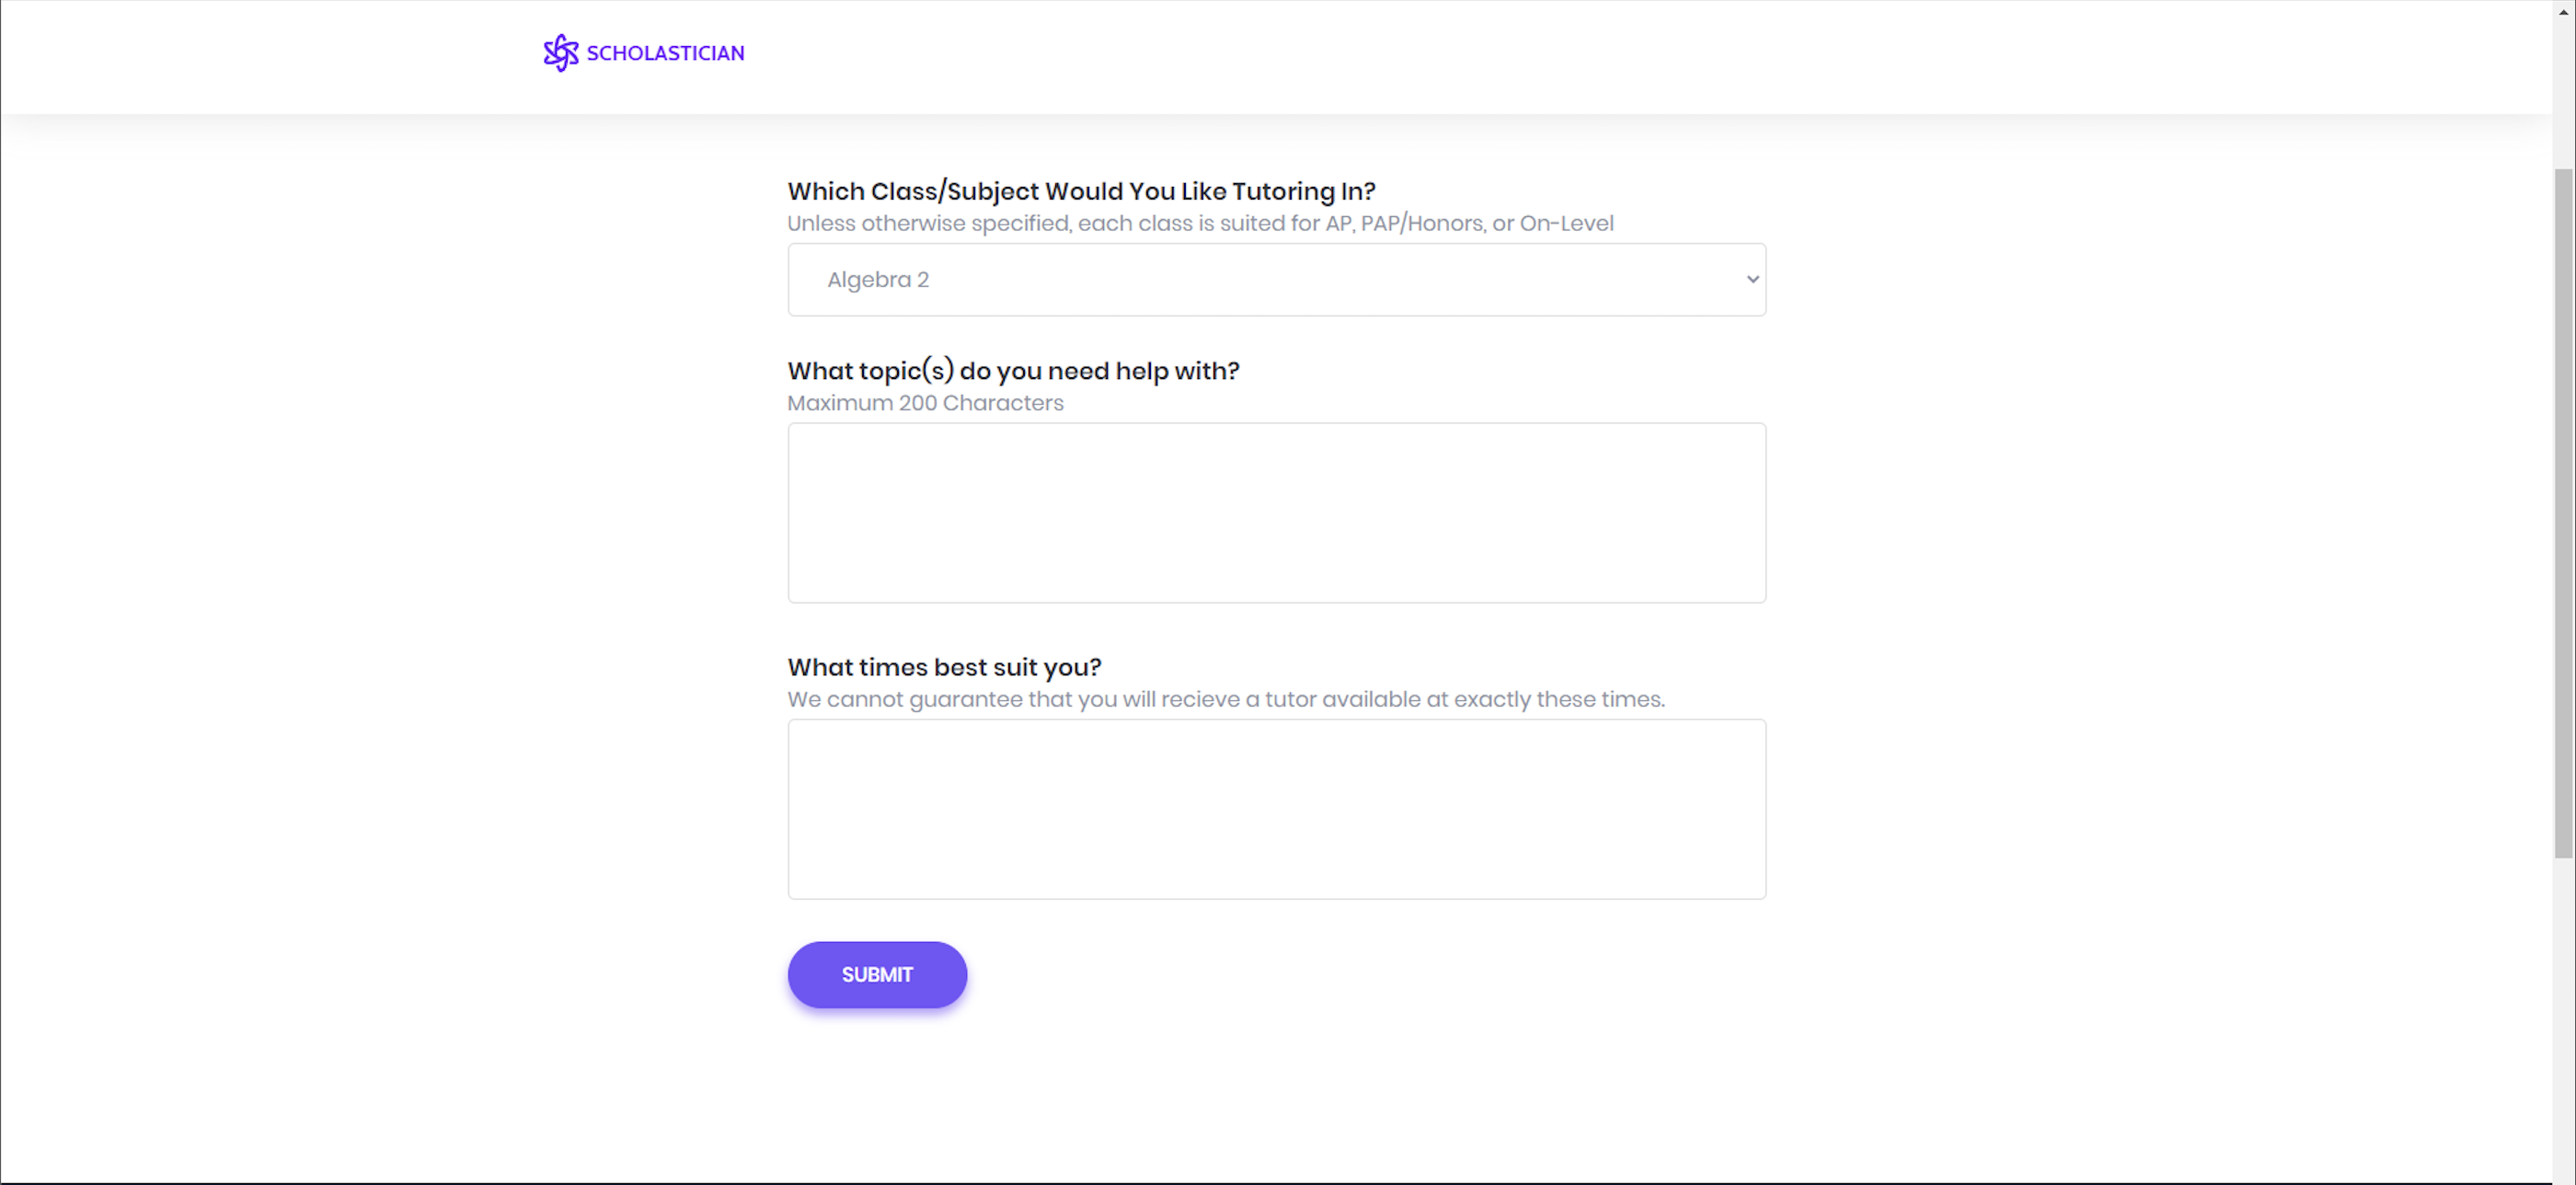 SCHOLASTICIAN
Which Class/Subject Would You Like Tutoring In?
Unless otherwise specified, each class is suited for AP, PAP/Honors, or On-Level
Algebra 2
What topic(s) do you need help with?
Maximum 200 Characters
What times best suit you?
We cannot guarantee that you will recieve a tutor available at exactly these times.
SUBMIT